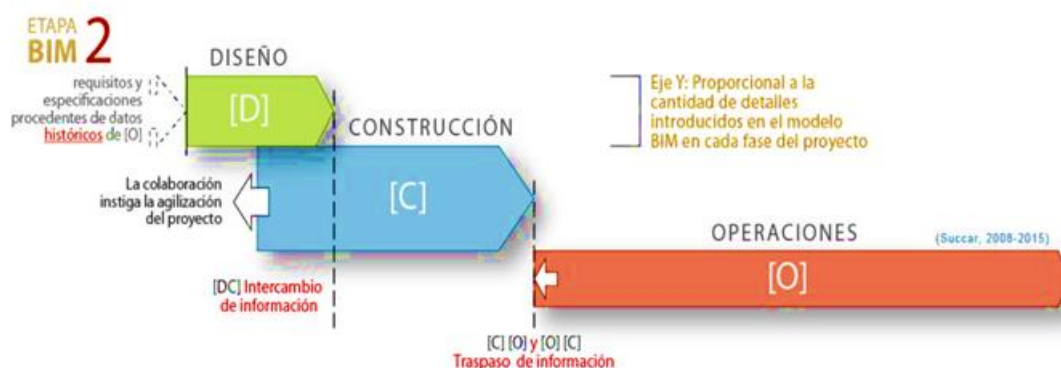 ETAPA
BIM 2
requisitos y
especificaciones
procedentes de datos
históricos de [O]
DISEÑO
[D]
CONSTRUCCIÓN
[C]
La colaboración
instiga la agilización
del proyecto
Eje Y: Proporcional a la
cantidad de detalles
introducidos en el modelo
BIM en cada fase del proyecto
OPERACIONES
(Succar, 2008-2015)
[O]
[DC] Intercambio
de información
[C] [O] y [O] [C]
Traspaso de información